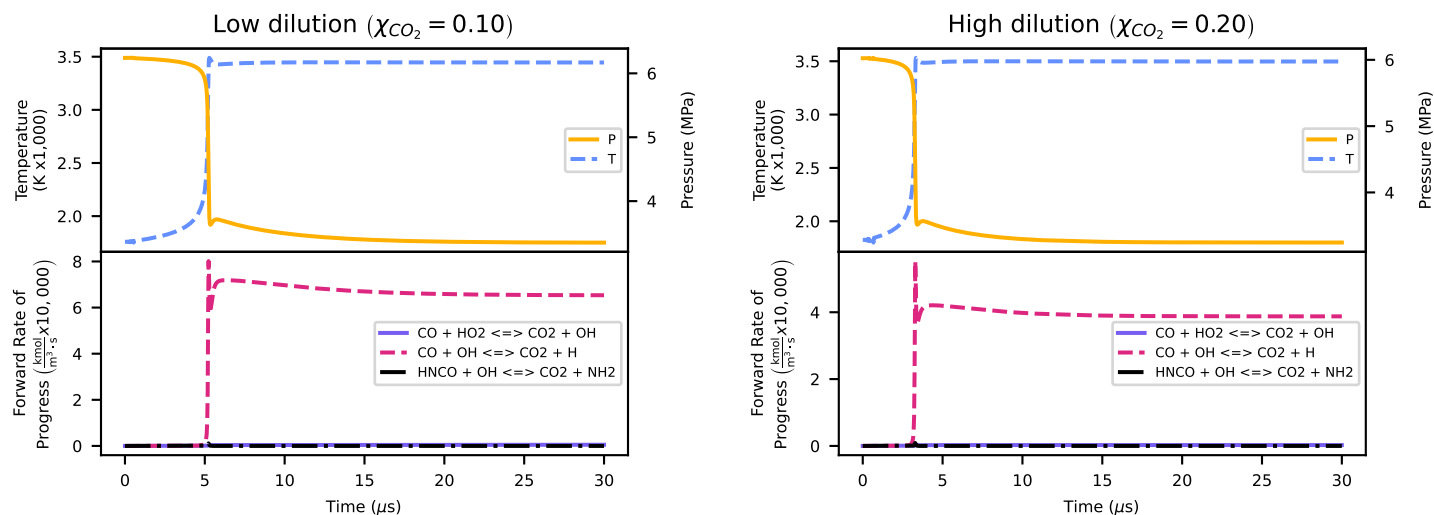 Low dilution (χCO₂ = 0.10)
3.5
3.0
2.5
2.0
Temperature
(K x1,000)
6
5
4
Pressure (MPa)
P
T
8
6
4
2
0
Forward Rate of
Progress (kmol/m³·s x10,000)
CO + HO2 <=> CO2 + OH
CO + OH <=> CO2 + H
HNCO + OH <=> CO2 + NH2
0 5 10 15 20 25 30
Time (μs)
High dilution (χCO₂ = 0.20)
3.5
3.0
2.5
2.0
Temperature
(K x1,000)
6
5
4
Pressure (MPa)
P
T
4
2
0
Forward Rate of
Progress (kmol/m³·s x10,000)
CO + HO2 <=> CO2 + OH
CO + OH <=> CO2 + H
HNCO + OH <=> CO2 + NH2
0 5 10 15 20 25 30
Time (μs)